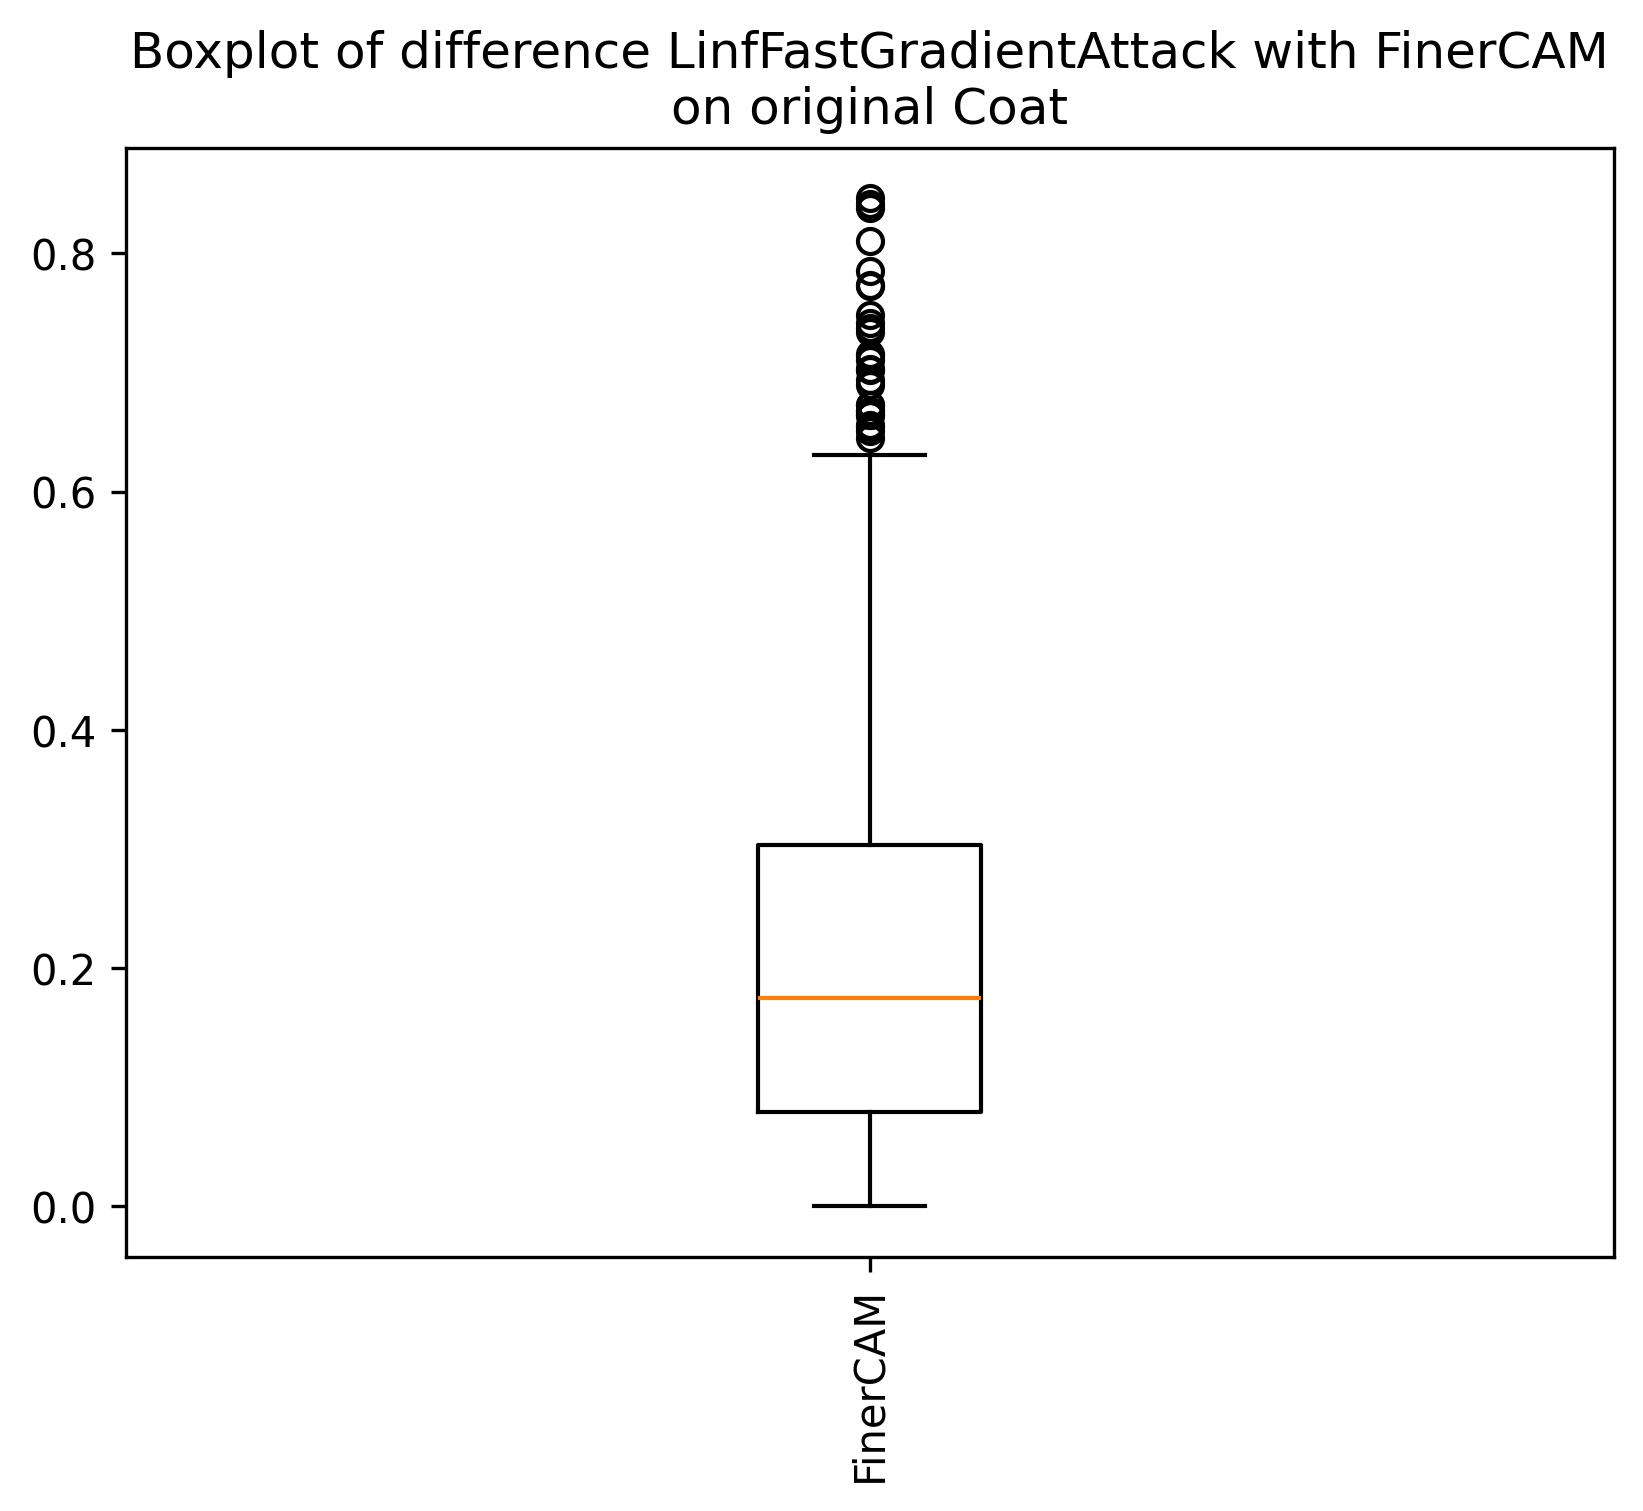 Boxplot of difference LinfFastGradientAttack with FinerCAM
on original Coat
0.8
0.6
0.4
0.2
0.0
FinerCAM